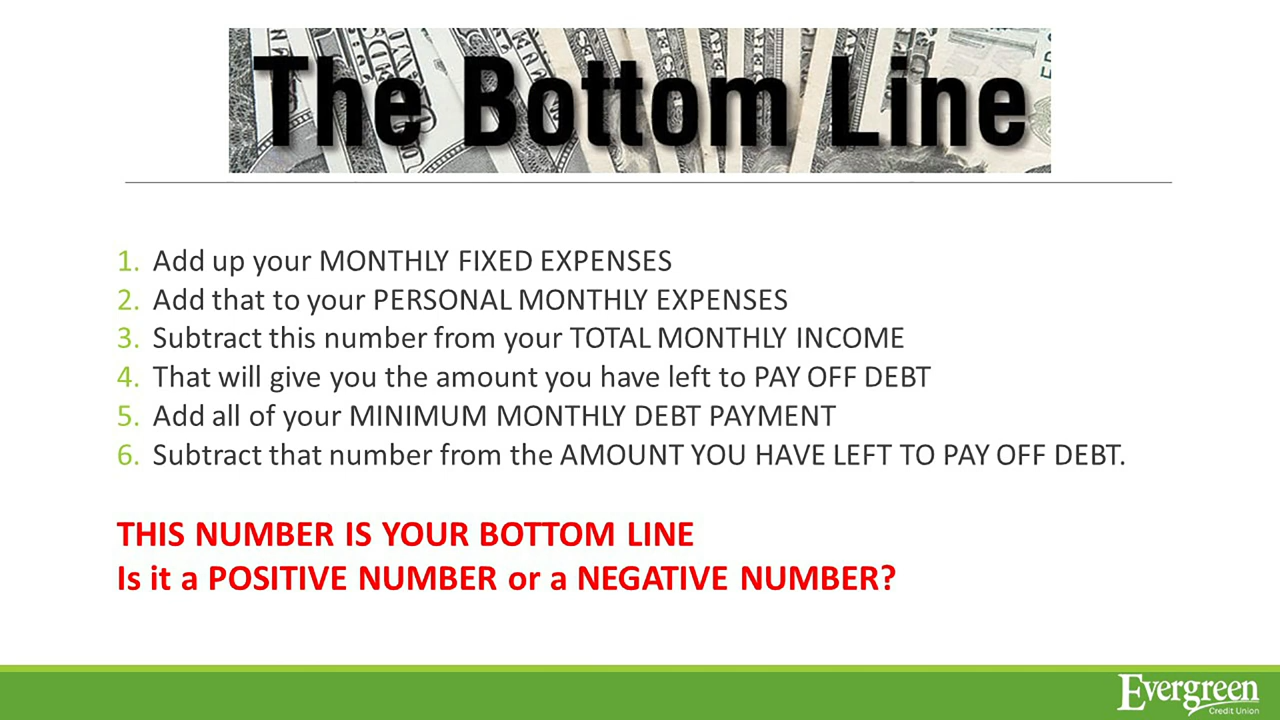 The Bottom Line
1. Add up your MONTHLY FIXED EXPENSES
2. Add that to your PERSONAL MONTHLY EXPENSES
3. Subtract this number from your TOTAL MONTHLY INCOME
4. That will give you the amount you have left to PAY OFF DEBT
5. Add all of your MINIMUM MONTHLY DEBT PAYMENT
6. Subtract that number from the AMOUNT YOU HAVE LEFT TO PAY OFF DEBT.
THIS NUMBER IS YOUR BOTTOM LINE
Is it a POSITIVE NUMBER or a NEGATIVE NUMBER?
Evergreen
Credit Union